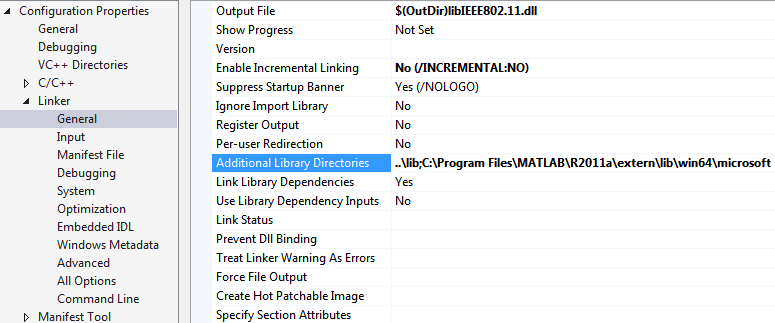 Configuration Properties
General
Debugging
VC++ Directories
C/C++
Linker
General
Input
Manifest File
Debugging
System
Optimization
Embedded IDL
Windows Metadata
Advanced
All Options
Command Line
Manifest Tool
Output File $(OutDir)libIEEE802.11.dll
Show Progress Not Set
Version
Enable Incremental Linking No (/INCREMENTAL:NO)
Suppress Startup Banner Yes (/NOLOGO)
Ignore Import Library No
Register Output No
Per-user Redirection No
Additional Library Directories ..\lib;C:\Program Files\MATLAB\R2011a\extern\lib\win64\microsoft
Link Library Dependencies Yes
Use Library Dependency Inputs No
Link Status
Prevent Dll Binding
Treat Linker Warning As Errors
Force File Output
Create Hot Patchable Image
Specify Section Attributes